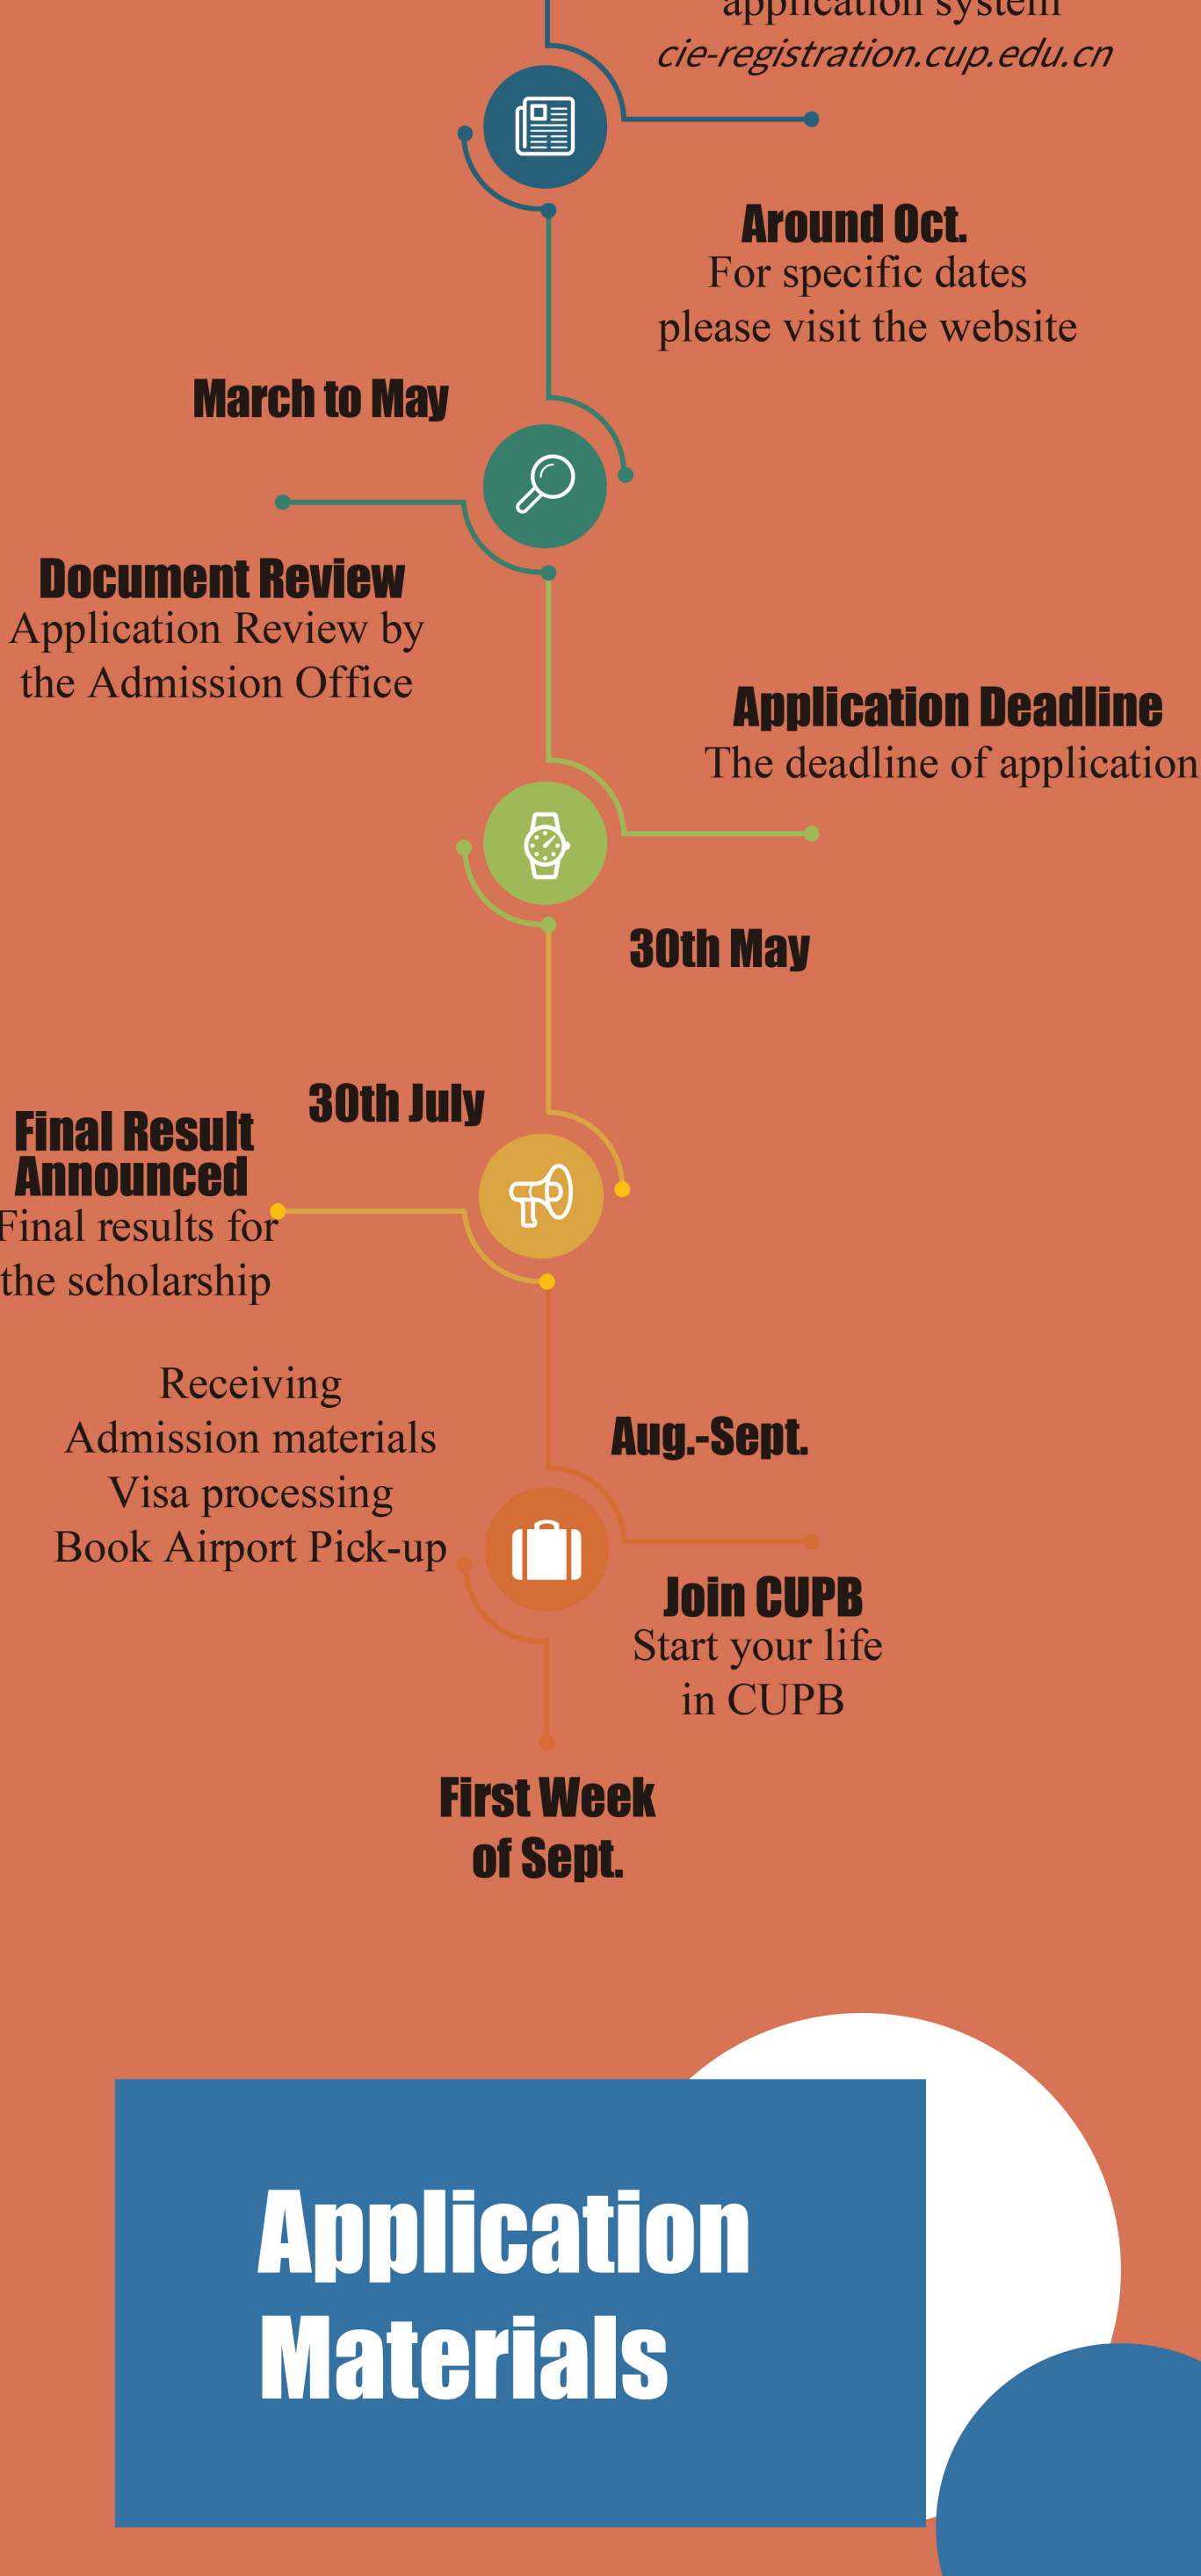 application system
cie-registration.cup.edu.cn
Around Oct.
For specific dates
please visit the website
March to May
Document Review
Application Review by
the Admission Office
Application Deadline
The deadline of application
30th May
30th July
Final Result
Announced
Final results for
the scholarship
Receiving
Admission materials
Visa processing
Book Airport Pick-up
Aug.-Sept.
Join CUPB
Start your life
in CUPB
First Week
of Sept.
Application
Materials